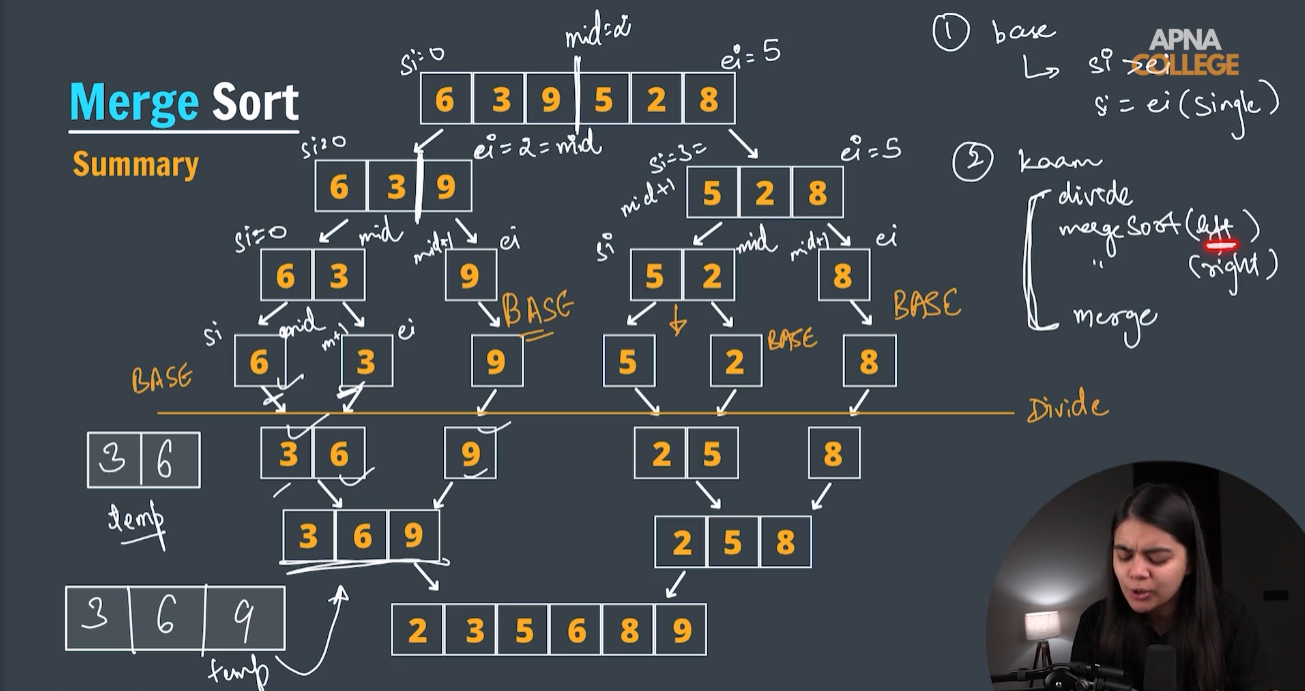 mid=2
si=0
ei=5
Merge Sort
Summary
6 3 9 5 2 8
① base
↳ si > ei
si = ei (single)
APNA
COLLEGE
si=0
ei=2=mid
si=3=
mid+1
ei=5
6 3 9
5 2 8
② kaam
divide
mergeSort(left)
" (right)
merge
si=0
mid
mid+1
ei
si
mid
mid+1
ei
6 3
9
5 2
8
BASE
BASE
si
mid
m+1
ei
BASE
6
3
9
5
2
BASE
8
Divide
3 6
temp
3 6
9
2 5
8
3 6 9
2 5 8
3 6 9
temp
2 3 5 6 8 9